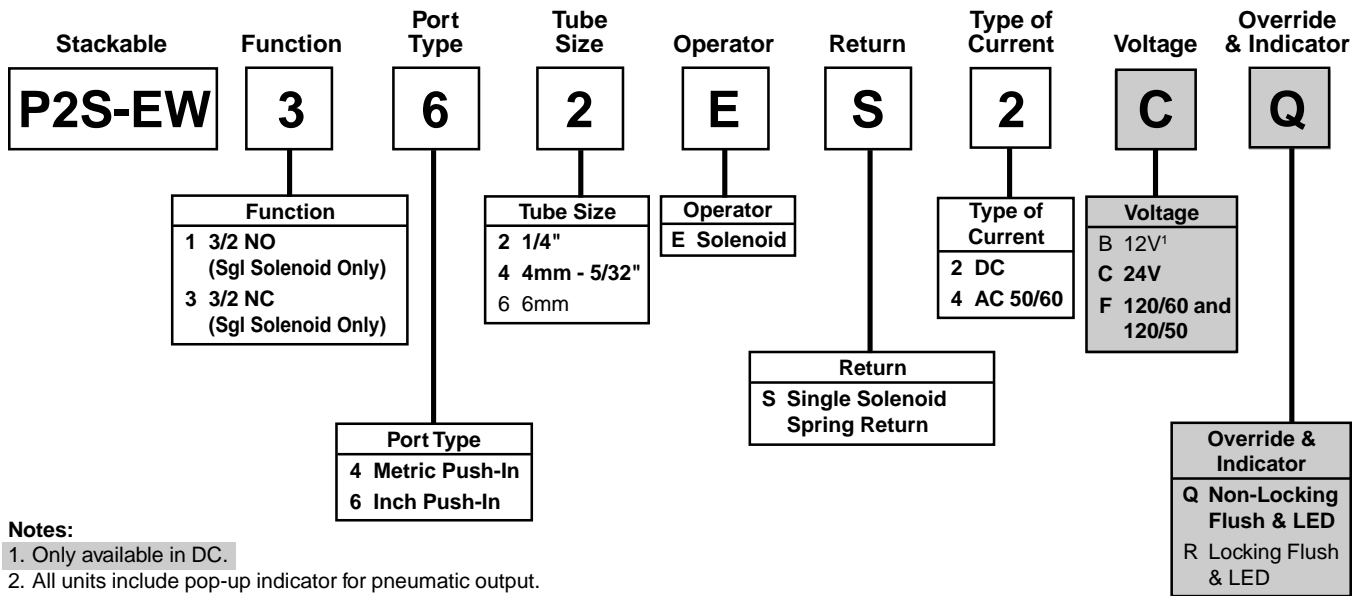 Stackable
Function
Port
Type
Tube
Size
Operator
Return
Type of
Current
Voltage
Override
& Indicator
P2S-EW
3
6
2
E
S
2
C
Q
Function
1 3/2 NO
(Sgl Solenoid Only)
3 3/2 NC
(Sgl Solenoid Only)
Tube Size
2 1/4"
4 4mm - 5/32"
6 6mm
Operator
E Solenoid
Type of
Current
2 DC
4 AC 50/60
Voltage
B 12V¹
C 24V
F 120/60 and
120/50
Return
S Single Solenoid
Spring Return
Port Type
4 Metric Push-In
6 Inch Push-In
Override &
Indicator
Q Non-Locking
Flush & LED
R Locking Flush
& LED
Notes:
1. Only available in DC.
2. All units include pop-up indicator for pneumatic output.